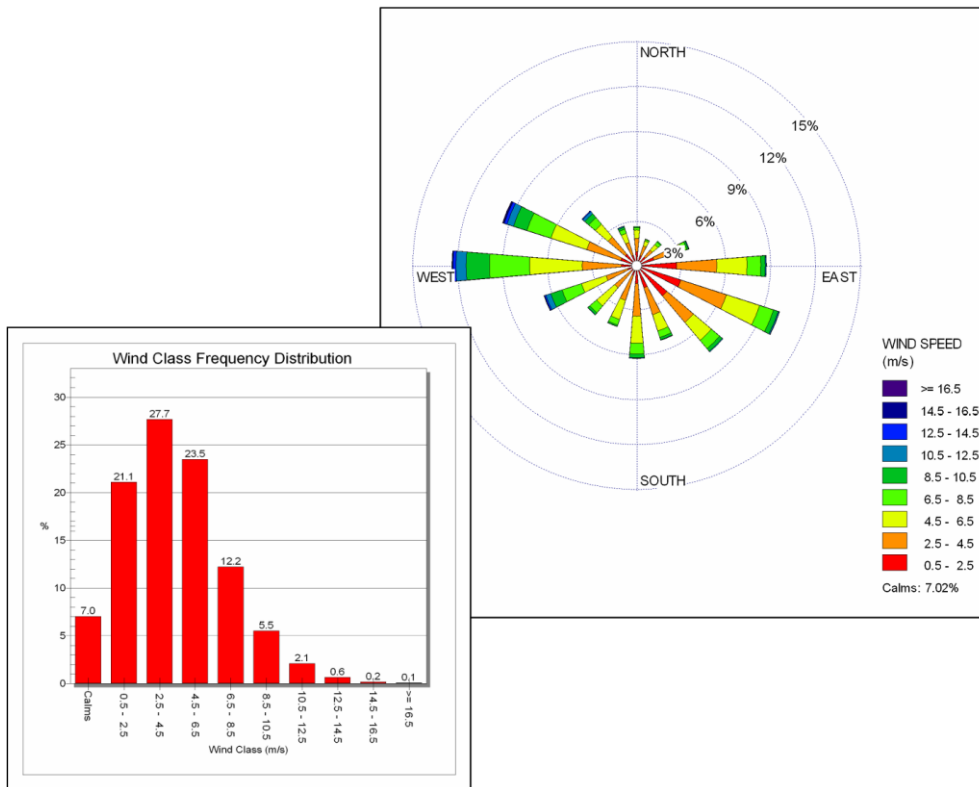 NORTH
15%
12%
9%
6%
3%
WEST
EAST
SOUTH
WIND SPEED
(m/s)
>= 16.5
14.5 - 16.5
12.5 - 14.5
10.5 - 12.5
8.5 - 10.5
6.5 - 8.5
4.5 - 6.5
2.5 - 4.5
0.5 - 2.5
Calms: 7.02%
Wind Class Frequency Distribution
30
25
20
15
10
5
0
%
7.0
21.1
27.7
23.5
12.2
5.5
2.1
0.6
0.2
0.1
Calms
0.5 - 2.5
2.5 - 4.5
4.5 - 6.5
6.5 - 8.5
8.5 - 10.5
10.5 - 12.5
12.5 - 14.5
14.5 - 16.5
>= 16.5
Wind Class (m/s)